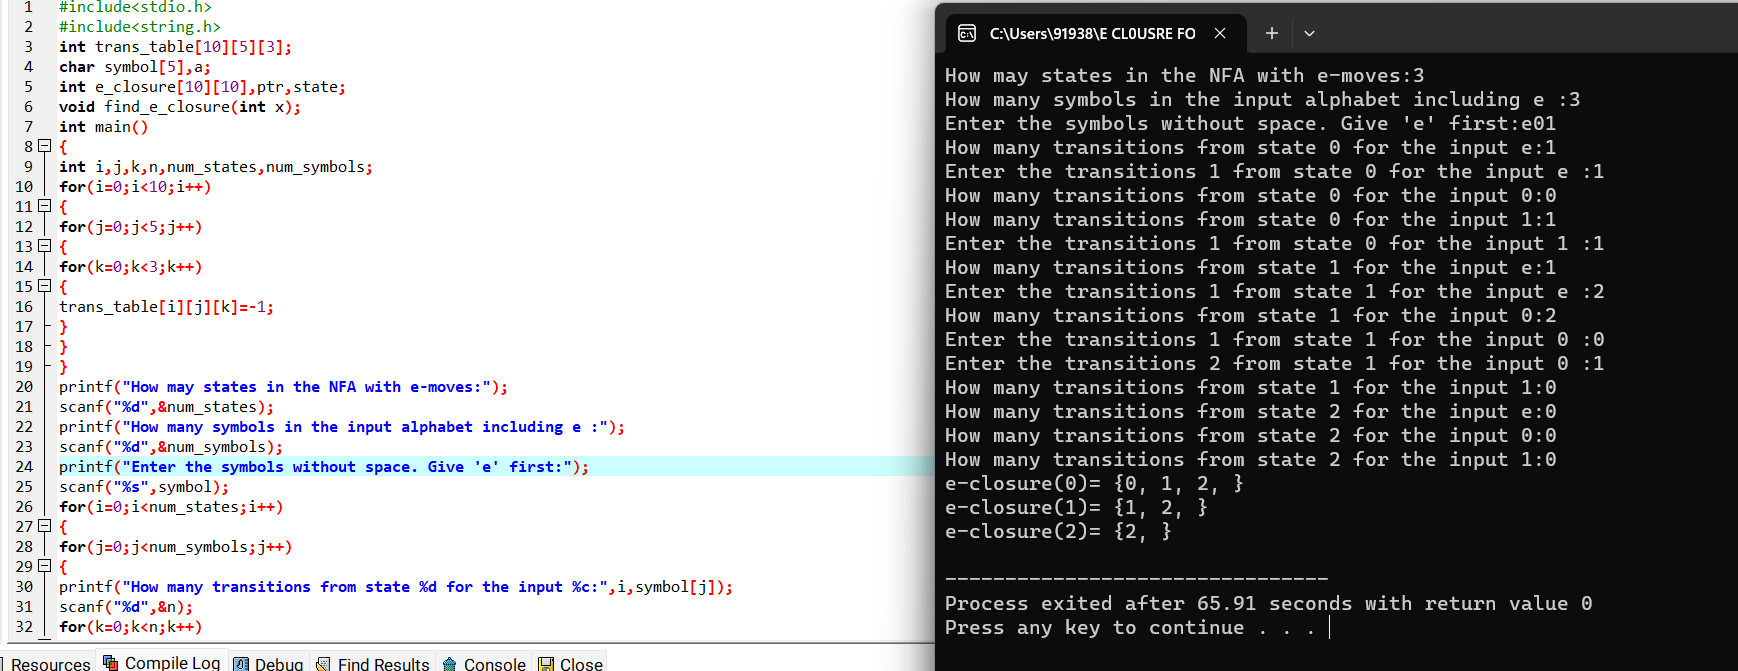 1 #include<stdio.h>
2 #include<string.h>
3 int trans_table[10][5][3];
4 char symbol[5],a;
5 int e_closure[10][10],ptr,state;
6 void find_e_closure(int x);
7 int main()
8 {
9 int i,j,k,n,num_states,num_symbols;
10 for(i=0;i<10;i++)
11 {
12 for(j=0;j<5;j++)
13 {
14 for(k=0;k<3;k++)
15 {
16 trans_table[i][j][k]=-1;
17 }
18 }
19 }
20 printf("How may states in the NFA with e-moves:");
21 scanf("%d",&num_states);
22 printf("How many symbols in the input alphabet including e :");
23 scanf("%d",&num_symbols);
24 printf("Enter the symbols without space. Give 'e' first:");
25 scanf("%s",symbol);
26 for(i=0;i<num_states;i++)
27 {
28 for(j=0;j<num_symbols;j++)
29 {
30 printf("How many transitions from state %d for the input %c:",i,symbol[j]);
31 scanf("%d",&n);
32 for(k=0;k<n;k++)
Resources Compile Log Debug Find Results Console Close
C:\Users\91938\E CL0USRE FO
How may states in the NFA with e-moves:3
How many symbols in the input alphabet including e :3
Enter the symbols without space. Give 'e' first:e01
How many transitions from state 0 for the input e:1
Enter the transitions 1 from state 0 for the input e :1
How many transitions from state 0 for the input 0:0
How many transitions from state 0 for the input 1:1
Enter the transitions 1 from state 0 for the input 1 :1
How many transitions from state 1 for the input e:1
Enter the transitions 1 from state 1 for the input e :2
How many transitions from state 1 for the input 0:2
Enter the transitions 1 from state 1 for the input 0 :0
Enter the transitions 2 from state 1 for the input 0 :1
How many transitions from state 1 for the input 1:0
How many transitions from state 2 for the input e:0
How many transitions from state 2 for the input 0:0
How many transitions from state 2 for the input 1:0
e-closure(0)= {0, 1, 2, }
e-closure(1)= {1, 2, }
e-closure(2)= {2, }
--------------------------------
Process exited after 65.91 seconds with return value 0
Press any key to continue . . .